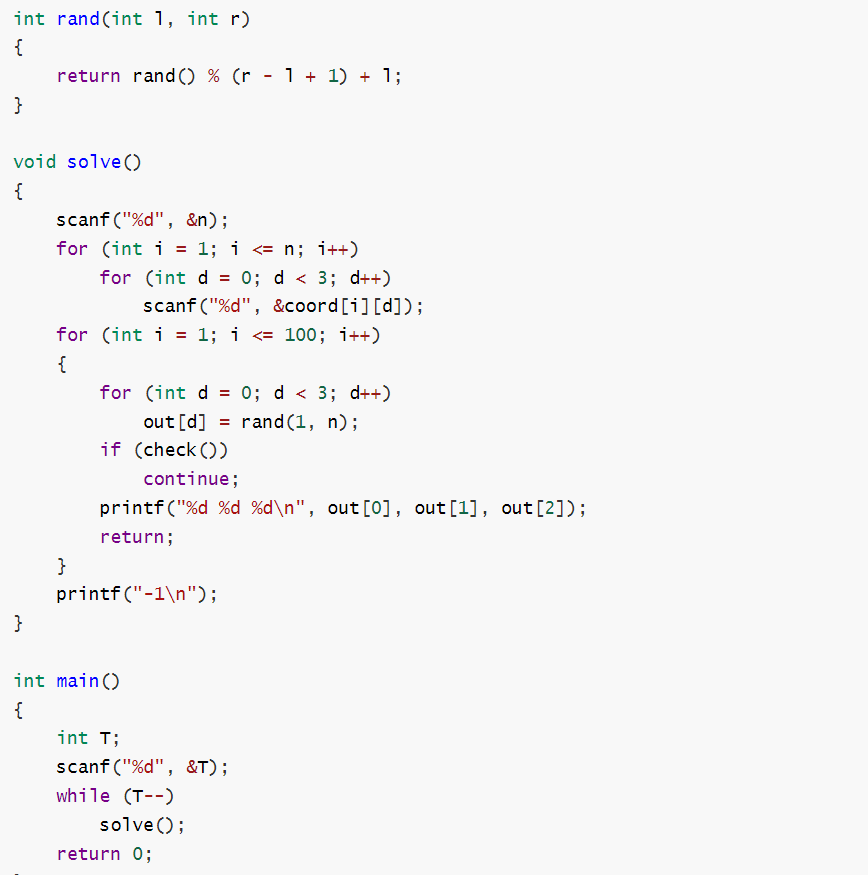 int rand(int l, int r)
{
    return rand() % (r - l + 1) + l;
}

void solve()
{
    scanf("%d", &n);
    for (int i = 1; i <= n; i++)
        for (int d = 0; d < 3; d++)
            scanf("%d", &coord[i][d]);
    for (int i = 1; i <= 100; i++)
    {
        for (int d = 0; d < 3; d++)
            out[d] = rand(1, n);
        if (check())
            continue;
        printf("%d %d %d\n", out[0], out[1], out[2]);
        return;
    }
    printf("-1\n");
}

int main()
{
    int T;
    scanf("%d", &T);
    while (T--)
        solve();
    return 0;